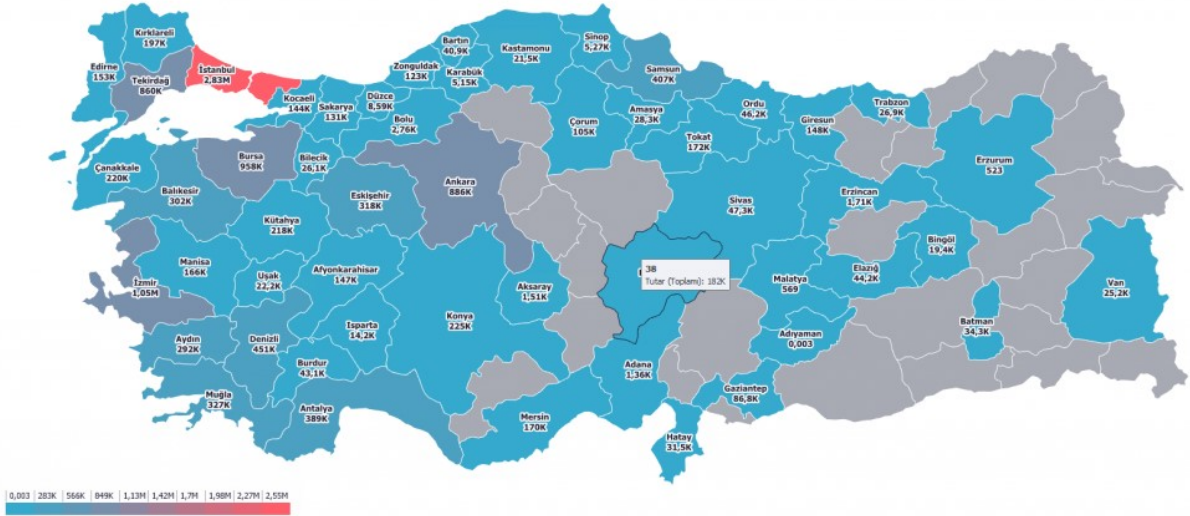 Kırklareli
197K
Edirne
153K
Tekirdağ
860K
İstanbul
2,83M
Kocaeli
144K
Sakarya
131K
Düzce
8,59K
Zonguldak
123K
Bartın
40,9K
Karabük
5,15K
Kastamonu
21,5K
Sinop
5,27K
Samsun
407K
Bolu
2,76K
Çorum
105K
Amasya
28,3K
Tokat
172K
Ordu
46,2K
Giresun
148K
Trabzon
26,9K
Erzurum
523
Çanakkale
220K
Balıkesir
302K
Bursa
958K
Bilecik
26,1K
Eskişehir
318K
Ankara
886K
Sivas
47,3K
Erzincan
1,71K
Kütahya
218K
Manisa
166K
Uşak
22,2K
Afyonkarahisar
147K
İzmir
1,05M
Aksaray
1,51K
38
Tutar (Toplamı): 182K
Malatya
569
Elazığ
44,2K
Bingöl
19,4K
Van
25,2K
Batman
34,3K
Konya
225K
Isparta
14,2K
Aydın
292K
Denizli
451K
Burdur
43,1K
Muğla
327K
Antalya
389K
Mersin
170K
Adana
1,36K
Adıyaman
0,003
Gaziantep
86,8K
Hatay
31,5K
0,003 283K 566K 849K 1,13M 1,42M 1,7M 1,98M 2,27M 2,55M